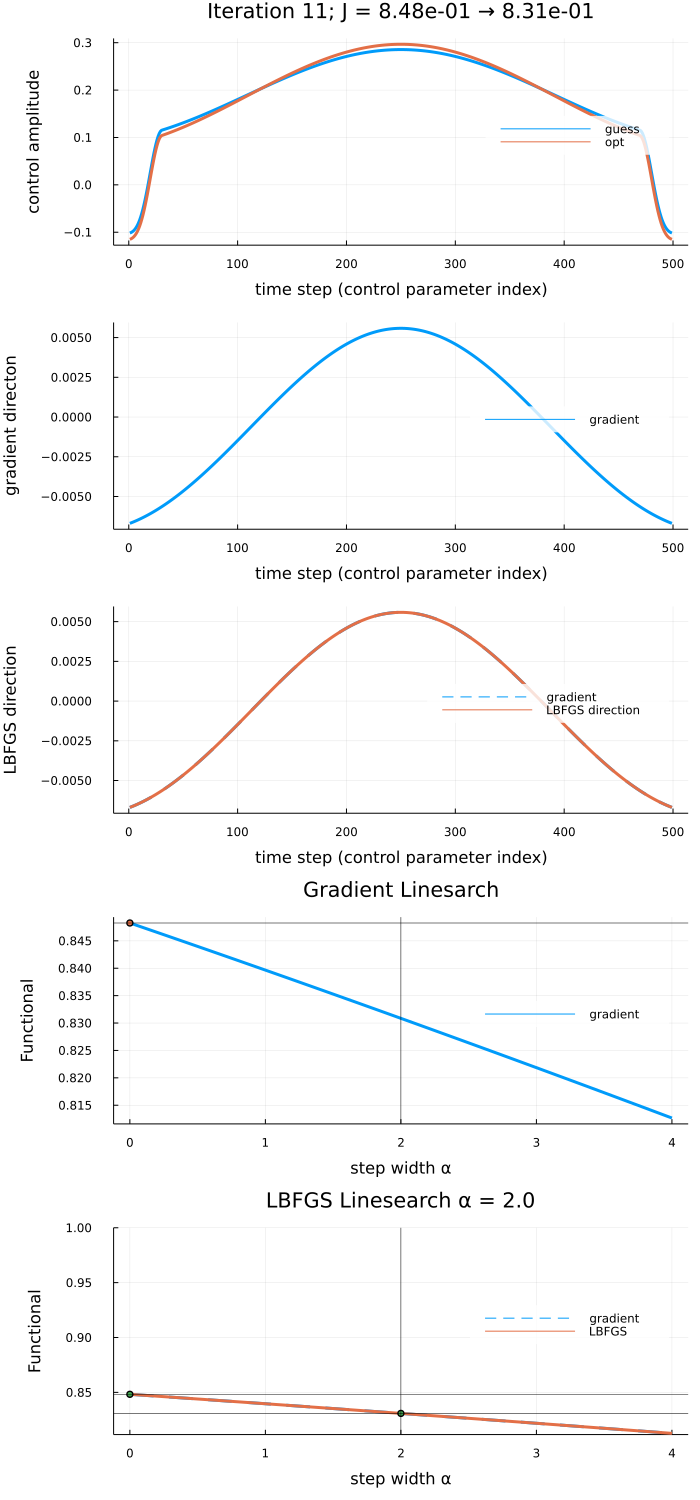 Iteration 11; J = 8.48e-01 → 8.31e-01
control amplitude
0.3
0.2
0.1
0.0
−0.1
guess
opt
0 100 200 300 400 500
time step (control parameter index)
gradient directon
0.0050
0.0025
0.0000
−0.0025
−0.0050
gradient
0 100 200 300 400 500
time step (control parameter index)
LBFGS direction
0.0050
0.0025
0.0000
−0.0025
−0.0050
gradient
LBFGS direction
0 100 200 300 400 500
time step (control parameter index)
Gradient Linesarch
Functional
0.845
0.840
0.835
0.830
0.825
0.820
0.815
gradient
0 1 2 3 4
step width α
LBFGS Linesearch α = 2.0
Functional
1.00
0.95
0.90
0.85
gradient
LBFGS
0 1 2 3 4
step width α